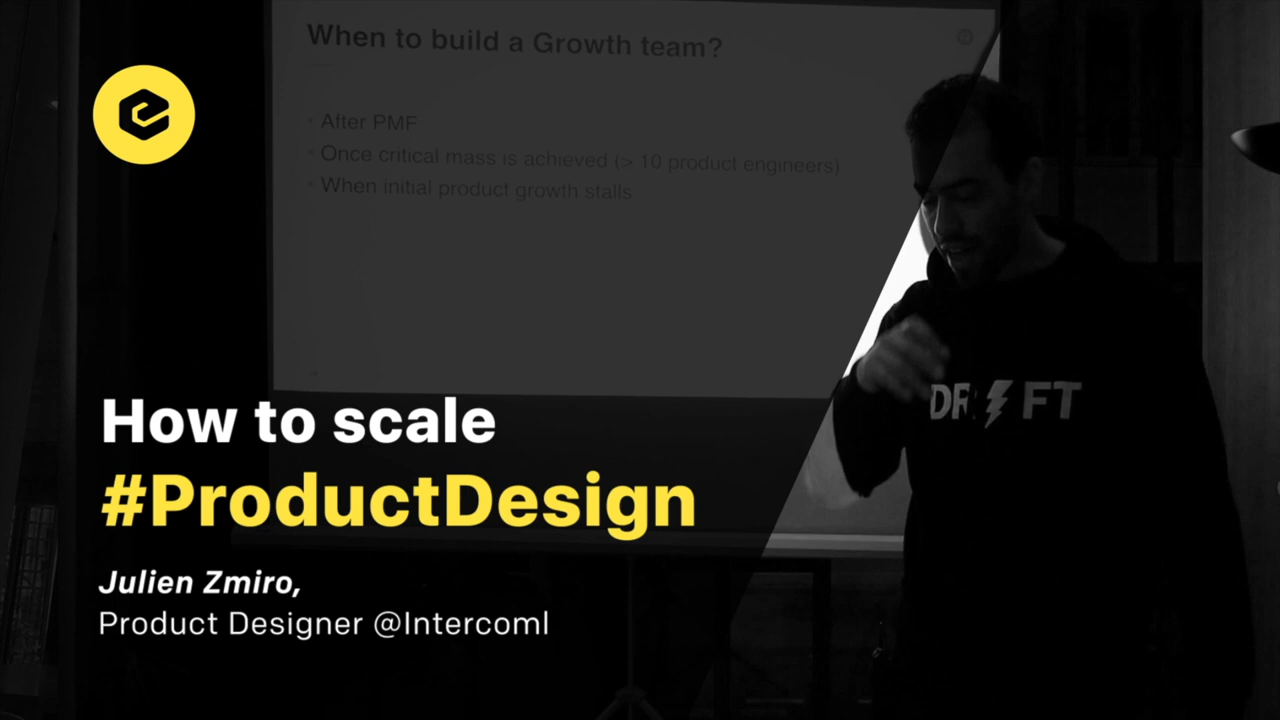 When to build a Growth team?
• After PMF
• Once critical mass is achieved (> 10 product engineers)
• When initial product growth stalls
DR FT
How to scale
#ProductDesign
Julien Zmiro,
Product Designer @Intercoml